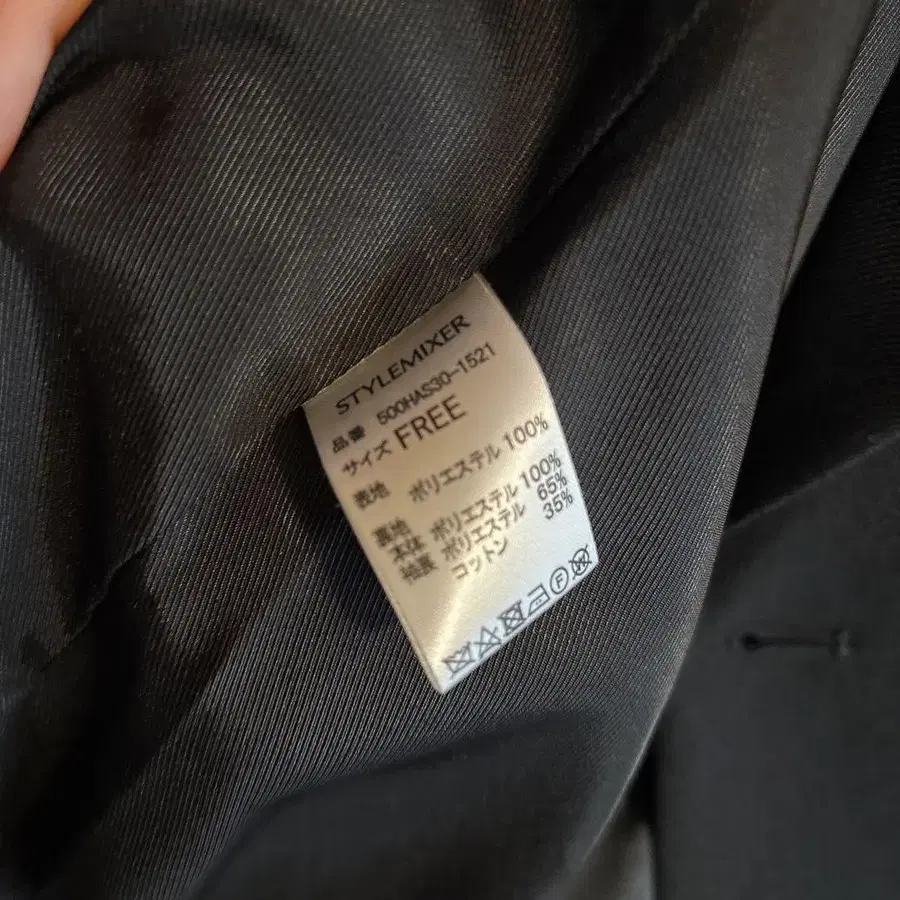 STYLEMIXER
品番 500HAS30-1521
サイズ FREE
表地 ポリエステル 100%
裏地
本体 ポリエステル 100%
袖裏 ポリエステル 65%
コットン 35%
F